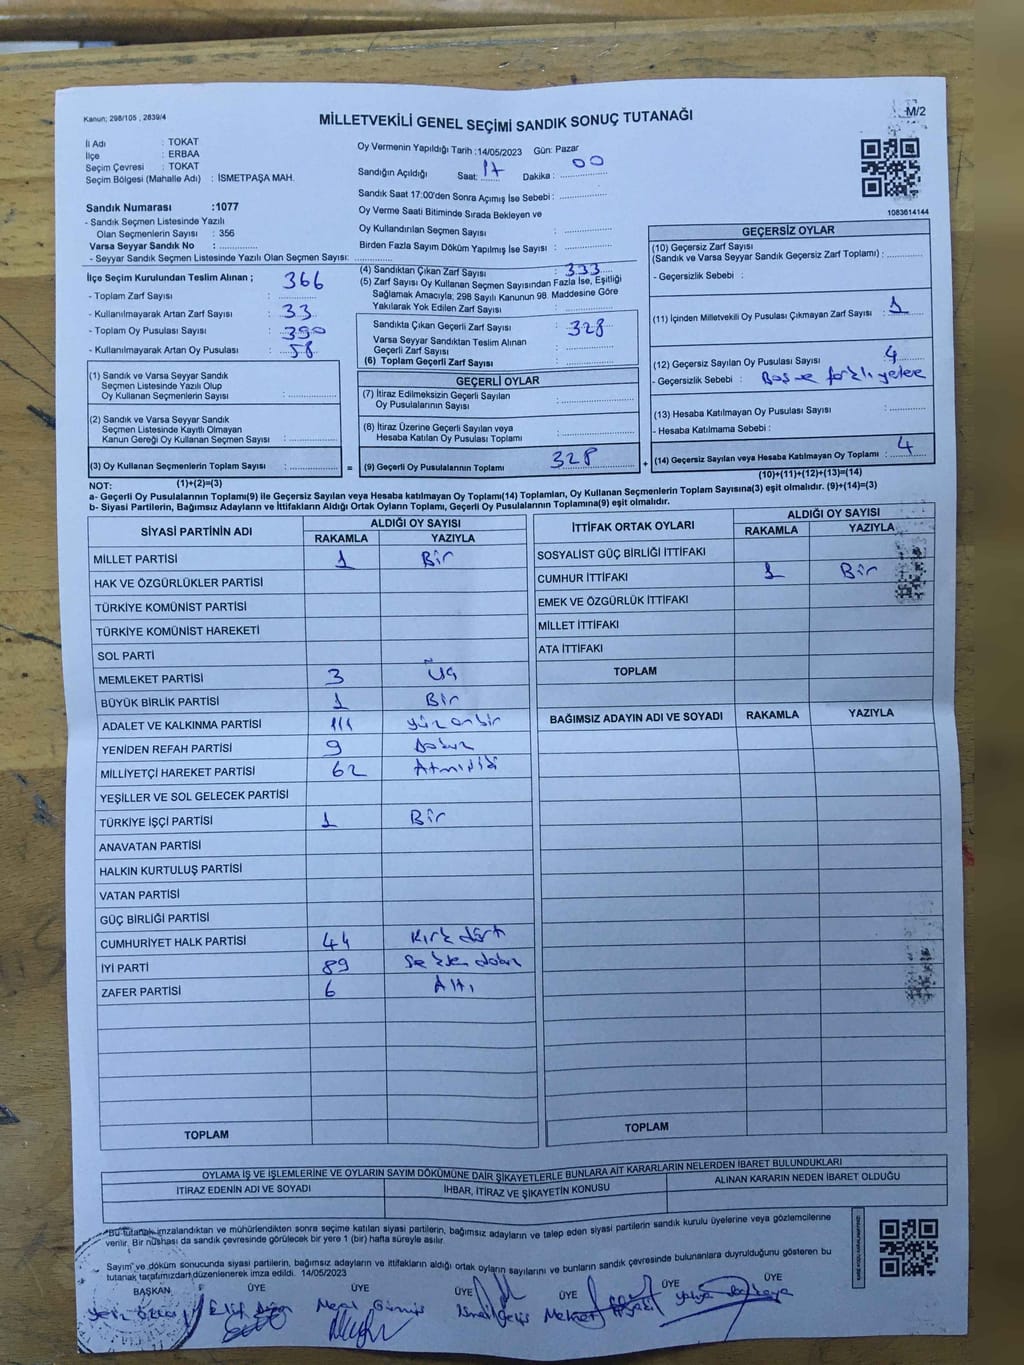 Kanun; 298/105 , 2839/4
MİLLETVEKİLİ GENEL SEÇİMİ SANDIK SONUÇ TUTANAĞI
M/2
İl Adı : TOKAT
İlçe : ERBAA
Seçim Çevresi : TOKAT
Seçim Bölgesi (Mahalle Adı) : İSMETPAŞA MAH.
Oy Vermenin Yapıldığı Tarih :14/05/2023 Gün: Pazar
Sandığın Açıldığı Saat: 17 Dakika : 00
Sandık Saat 17:00'den Sonra Açımış İse Sebebi :
Oy Verme Saati Bitiminde Sırada Bekleyen ve
Oy Kullandırılan Seçmen Sayısı :
Birden Fazla Sayım Döküm Yapılmış İse Sayısı :
1083614144
Sandık Numarası :1077
- Sandık Seçmen Listesinde Yazılı
Olan Seçmenlerin Sayısı : 356
Varsa Seyyar Sandık No :
- Seyyar Sandık Seçmen Listesinde Yazılı Olan Seçmen Sayısı:
İlçe Seçim Kurulundan Teslim Alınan ;
- Toplam Zarf Sayısı : 366
- Kullanılmayarak Artan Zarf Sayısı : 33
- Toplam Oy Pusulası Sayısı : 390
- Kullanılmayarak Artan Oy Pusulası : 58
(1) Sandık ve Varsa Seyyar Sandık
Seçmen Listesinde Yazılı Olup
Oy Kullanan Seçmenlerin Sayısı :
(2) Sandık ve Varsa Seyyar Sandık
Seçmen Listesinde Kayıtlı Olmayan
Kanun Gereği Oy Kullanan Seçmen Sayısı :
(3) Oy Kullanan Seçmenlerin Toplam Sayısı :
=
(4) Sandıktan Çıkan Zarf Sayısı : 333
(5) Zarf Sayısı Oy Kullanan Seçmen Sayısından Fazla İse, Eşitliği
Sağlamak Amacıyla; 298 Sayılı Kanunun 98. Maddesine Göre
Yakılarak Yok Edilen Zarf Sayısı :
Sandıkta Çıkan Geçerli Zarf Sayısı : 328
Varsa Seyyar Sandıktan Teslim Alınan
Geçerli Zarf Sayısı :
(6) Toplam Geçerli Zarf Sayısı :
GEÇERLİ OYLAR
(7) İtiraz Edilmeksizin Geçerli Sayılan
Oy Pusulalarının Sayısı :
(8) İtiraz Üzerine Geçerli Sayılan veya
Hesaba Katılan Oy Pusulası Toplamı :
(9) Geçerli Oy Pusulalarının Toplamı : 328
+
GEÇERSİZ OYLAR
(10) Geçersiz Zarf Sayısı
(Sandık ve Varsa Seyyar Sandık Geçersiz Zarf Toplamı) :
- Geçersizlik Sebebi :
(11) İçinden Milletvekili Oy Pusulası Çıkmayan Zarf Sayısı : 1
(12) Geçersiz Sayılan Oy Pusulası Sayısı : 4
- Geçersizlik Sebebi : Boş ve farklı yerlere
(13) Hesaba Katılmayan Oy Pusulası Sayısı :
- Hesaba Katılmama Sebebi :
(14) Geçersiz Sayılan veya Hesaba Katılmayan Oy Toplamı : 4
NOT: (1)+(2)=(3)
(10)+(11)+(12)+(13)=(14)
a- Geçerli Oy Pusulalarının Toplamı(9) ile Geçersiz Sayılan veya Hesaba katılmayan Oy Toplamı(14) Toplamları, Oy Kullanan Seçmenlerin Toplam Sayısına(3) eşit olmalıdır. (9)+(14)=(3)
b- Siyasi Partilerin, Bağımsız Adayların ve İttifakların Aldığı Ortak Oyların Toplamı, Geçerli Oy Pusulalarının Toplamına(9) eşit olmalıdır.
SİYASİ PARTİNİN ADI ALDIĞI OY SAYISI
RAKAMLA YAZIYLA
MİLLET PARTİSİ 1 Bir
HAK VE ÖZGÜRLÜKLER PARTİSİ
TÜRKİYE KOMÜNİST PARTİSİ
TÜRKİYE KOMÜNİST HAREKETİ
SOL PARTİ
MEMLEKET PARTİSİ 3 Üç
BÜYÜK BİRLİK PARTİSİ 1 Bir
ADALET VE KALKINMA PARTİSİ 111 yüz onbir
YENİDEN REFAH PARTİSİ 9 Dokuz
MİLLİYETÇİ HAREKET PARTİSİ 62 Atmışiki
YEŞİLLER VE SOL GELECEK PARTİSİ
TÜRKİYE İŞÇİ PARTİSİ 1 Bir
ANAVATAN PARTİSİ
HALKIN KURTULUŞ PARTİSİ
VATAN PARTİSİ
GÜÇ BİRLİĞİ PARTİSİ
CUMHURİYET HALK PARTİSİ 44 Kırk dört
İYİ PARTİ 89 Seksen dokuz
ZAFER PARTİSİ 6 Altı
TOPLAM
İTTİFAK ORTAK OYLARI ALDIĞI OY SAYISI
RAKAMLA YAZIYLA
SOSYALİST GÜÇ BİRLİĞİ İTTİFAKI
CUMHUR İTTİFAKI 1 Bir
EMEK VE ÖZGÜRLÜK İTTİFAKI
MİLLET İTTİFAKI
ATA İTTİFAKI
TOPLAM
BAĞIMSIZ ADAYIN ADI VE SOYADI RAKAMLA YAZIYLA
TOPLAM
OYLAMA İŞ VE İŞLEMLERİNE VE OYLARIN SAYIM DÖKÜMÜNE DAİR ŞİKAYETLERLE BUNLARA AİT KARARLARIN NELERDEN İBARET BULUNDUKLARI
İTİRAZ EDENİN ADI VE SOYADI İHBAR, İTİRAZ VE ŞİKAYETİN KONUSU ALINAN KARARIN NEDEN İBARET OLDUĞU
*Bu tutanak imzalandıktan ve mühürlendikten sonra seçime katılan siyasi partilerin, bağımsız adayların ve talep eden siyasi partilerin sandık kurulu üyelerine veya gözlemcilerine
verilir. Bir nüshası da sandık çevresinde görülecek bir yere 1 (bir) hafta süreyle asılır.
Sayım ve döküm sonucunda siyasi partilerin, bağımsız adayların ve ittifakların aldığı ortak oyların sayılarını ve bunların sandık çevresinde bulunanlara duyrulduğunu gösteren bu
tutanak tarafımızdan düzenlenerek imza edildi. 14/05/2023
BAŞKAN ÜYE ÜYE ÜYE ÜYE ÜYE ÜYE